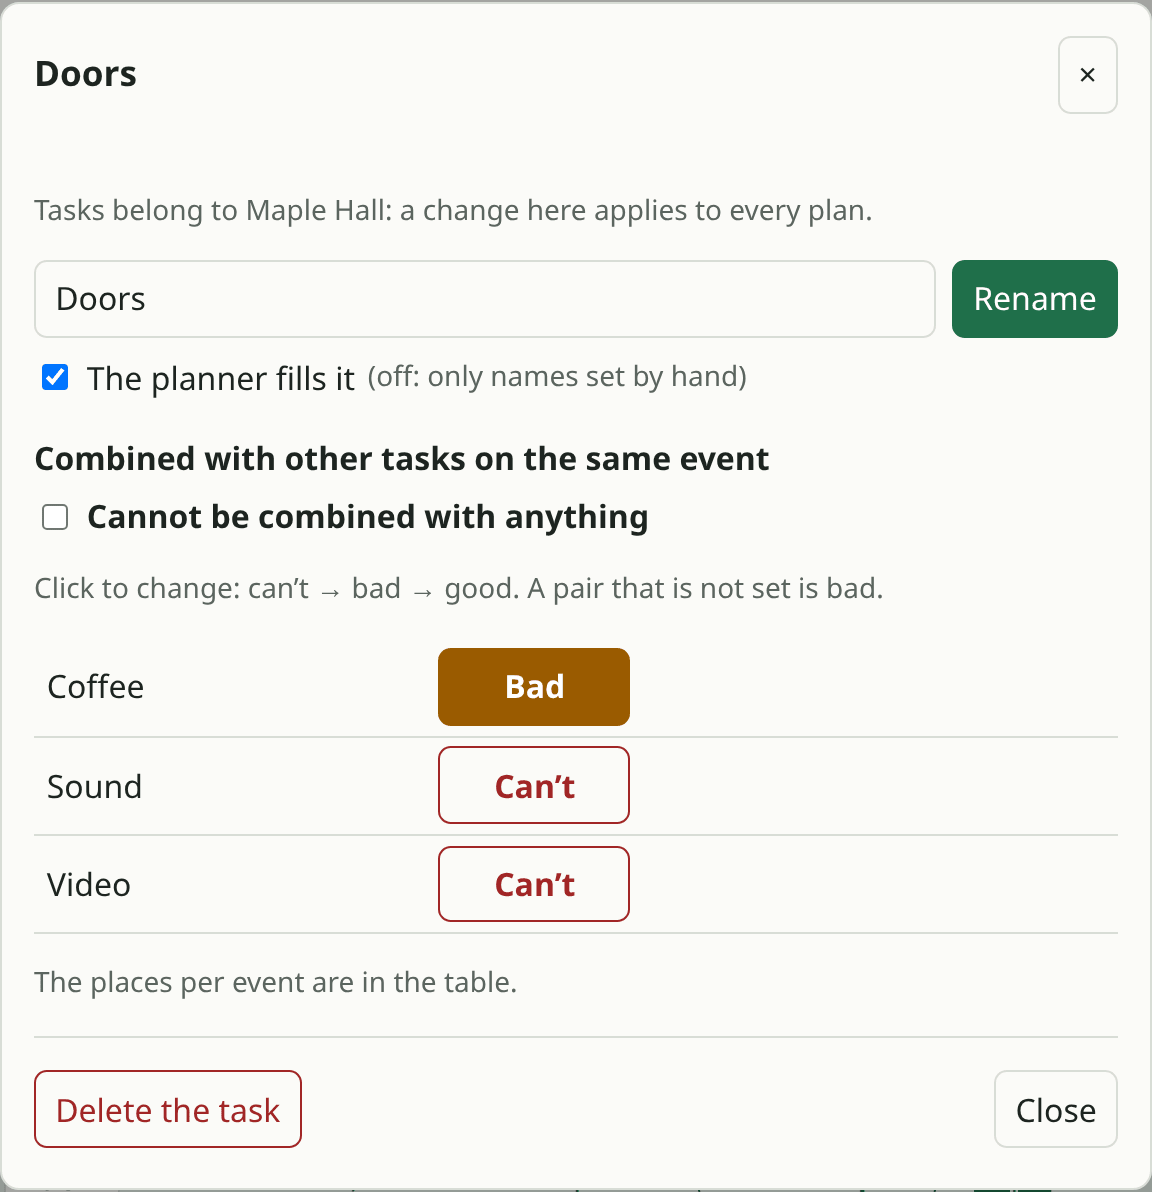 Doors
×
Tasks belong to Maple Hall: a change here applies to every plan.
Doors
Rename
The planner fills it (off: only names set by hand)
Combined with other tasks on the same event
Cannot be combined with anything
Click to change: can’t → bad → good. A pair that is not set is bad.
Coffee
Bad
Sound
Can’t
Video
Can’t
The places per event are in the table.
Delete the task
Close